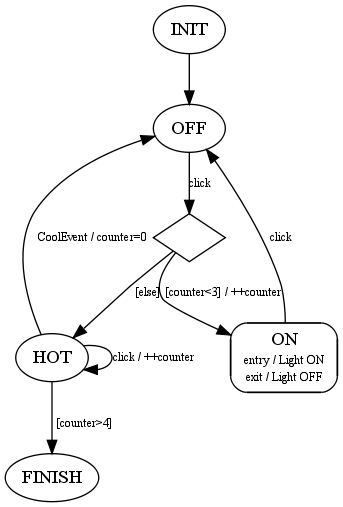 INIT
OFF
click
CoolEvent / counter=0
click
[else]
[counter<3] / ++counter
ON
entry / Light ON
exit / Light OFF
HOT
click / ++counter
[counter>4]
FINISH